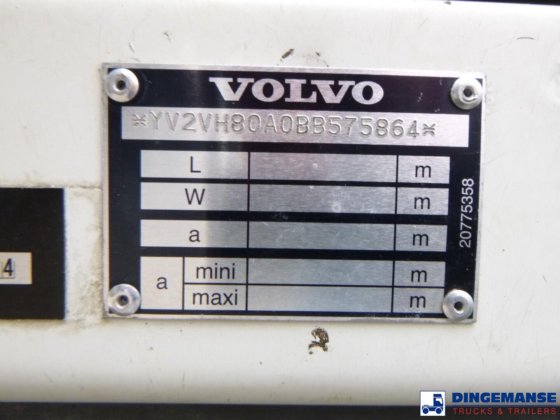 VOLVO
*YV2VH80A0BB575864*
L m
W m
a m
a mini m
maxi m
20775358
4
DINGEMANSE
TRUCKS & TRAILERS